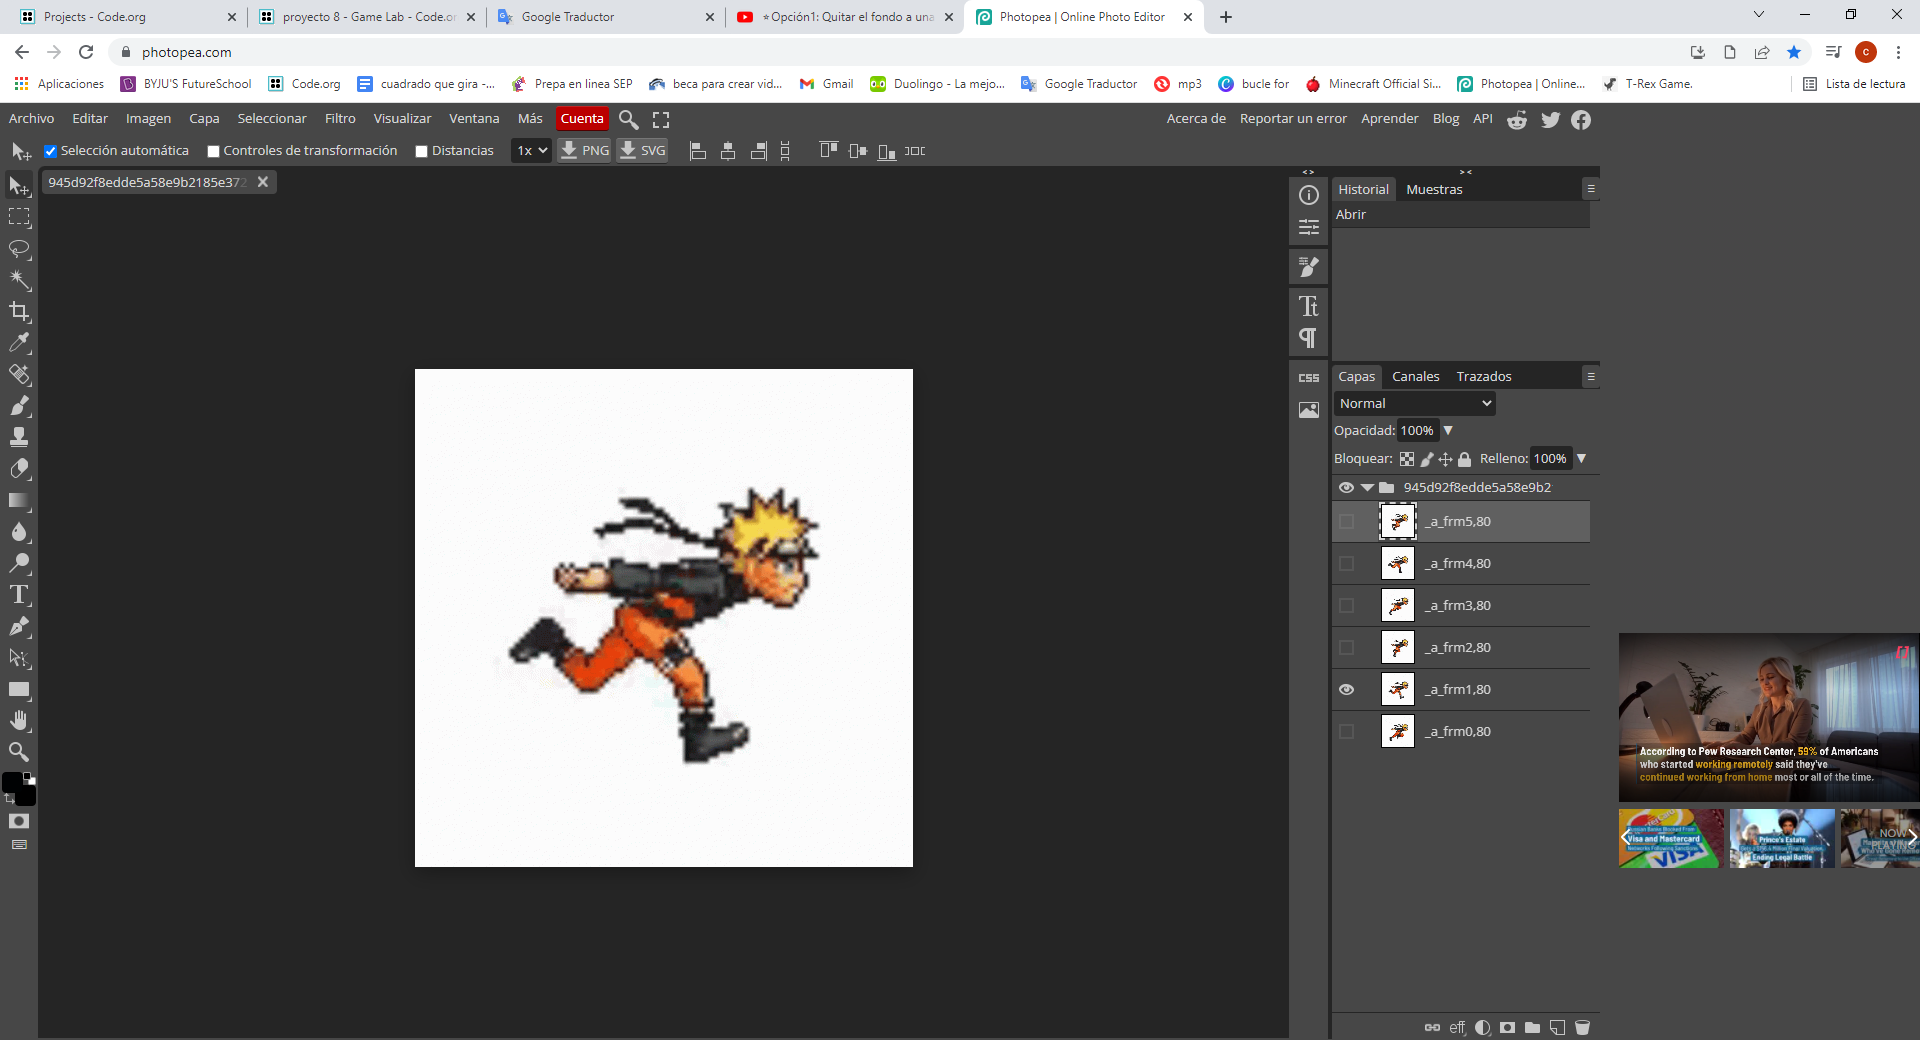 Projects - Code.org
proyecto 8 - Game Lab - Code.or
Google Traductor
⭐Opción1: Quitar el fondo a una
Photopea | Online Photo Editor
photopea.com
Aplicaciones
BYJU'S FutureSchool
Code.org
cuadrado que gira -...
Prepa en linea SEP
beca para crear vid...
Gmail
Duolingo - La mejo...
Google Traductor
mp3
bucle for
Minecraft Official Si...
Photopea | Online...
T-Rex Game.
Lista de lectura
Archivo Editar Imagen Capa Seleccionar Filtro Visualizar Ventana Más Cuenta
Acerca de Reportar un error Aprender Blog API
Selección automática Controles de transformación Distancias 1x PNG SVG
945d92f8edde5a58e9b2185e372
Historial Muestras
Abrir
CSS
Capas Canales Trazados
Normal
Opacidad: 100%
Bloquear: Relleno: 100%
945d92f8edde5a58e9b2
_a_frm5,80
_a_frm4,80
_a_frm3,80
_a_frm2,80
_a_frm1,80
_a_frm0,80
eff
According to Pew Research Center, 59% of Americans
who started working remotely said they've
continued working from home most or all of the time.
Visa and Mastercard
VISA
Prince's Estate
Ending Legal Battle
NOW
PLAYING